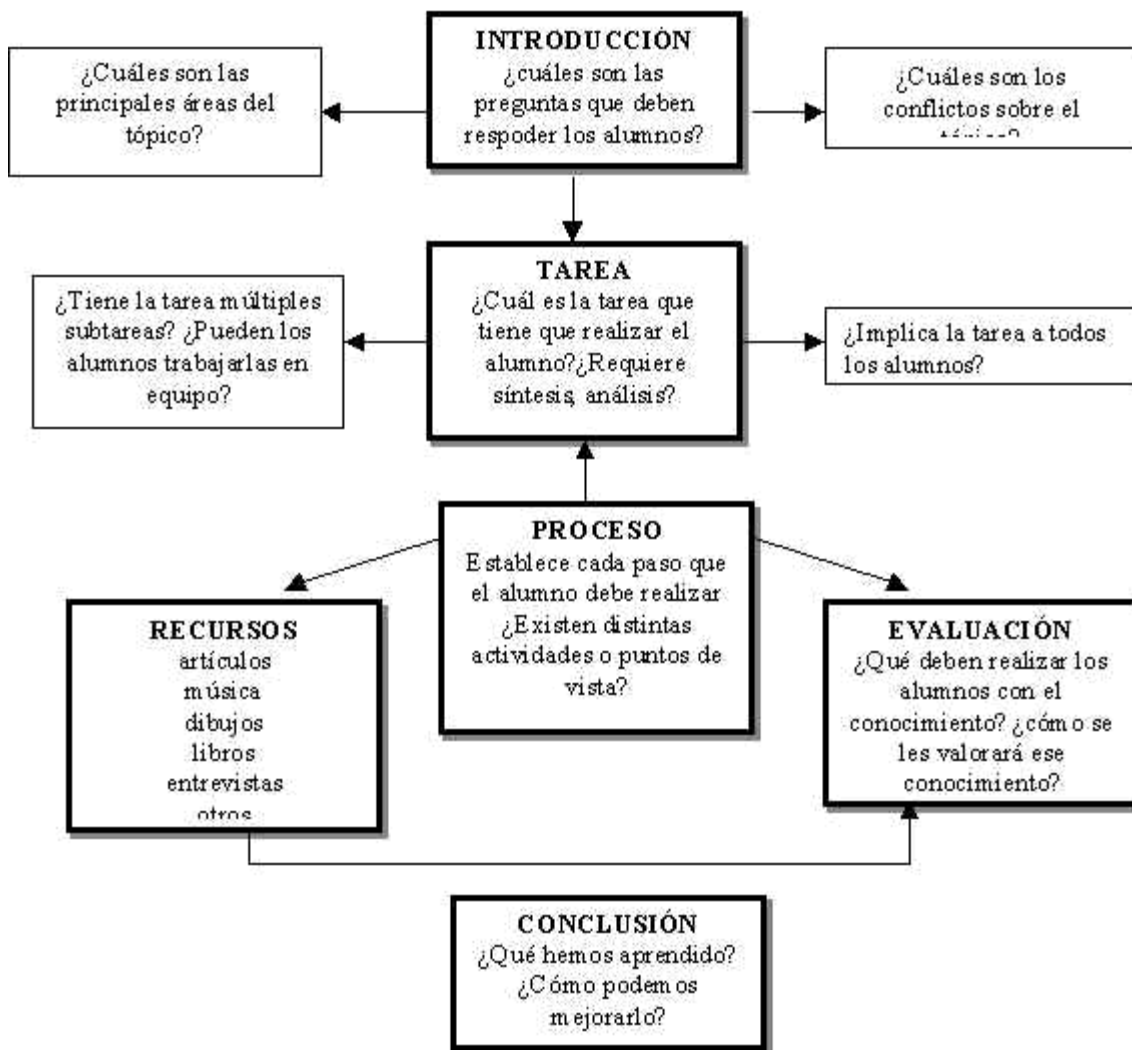 INTRODUCCIÓN
¿cuáles son las
preguntas que deben
respoder los alumnos?
¿Cuáles son las
principales áreas del
tópico?
¿Cuáles son los
conflictos sobre el
tópico?
TAREA
¿Cuál es la tarea que
tiene que realizar el
alumno?¿Requiere
síntesis, análisis?
¿Tiene la tarea múltiples
subtareas? ¿Pueden los
alumnos trabajarlas en
equipo?
¿Implica la tarea a todos
los alumnos?
PROCESO
Establece cada paso que
el alumno debe realizar
¿Existen distintas
actividades o puntos de
vista?
RECURSOS
artículos
música
dibujos
libros
entrevistas
otros
EVALUACIÓN
¿Qué deben realizar los
alumnos con el
conocimiento? ¿cómo se
les valorará ese
conocimiento?
CONCLUSIÓN
¿Qué hemos aprendido?
¿Cómo podemos
mejorarlo?